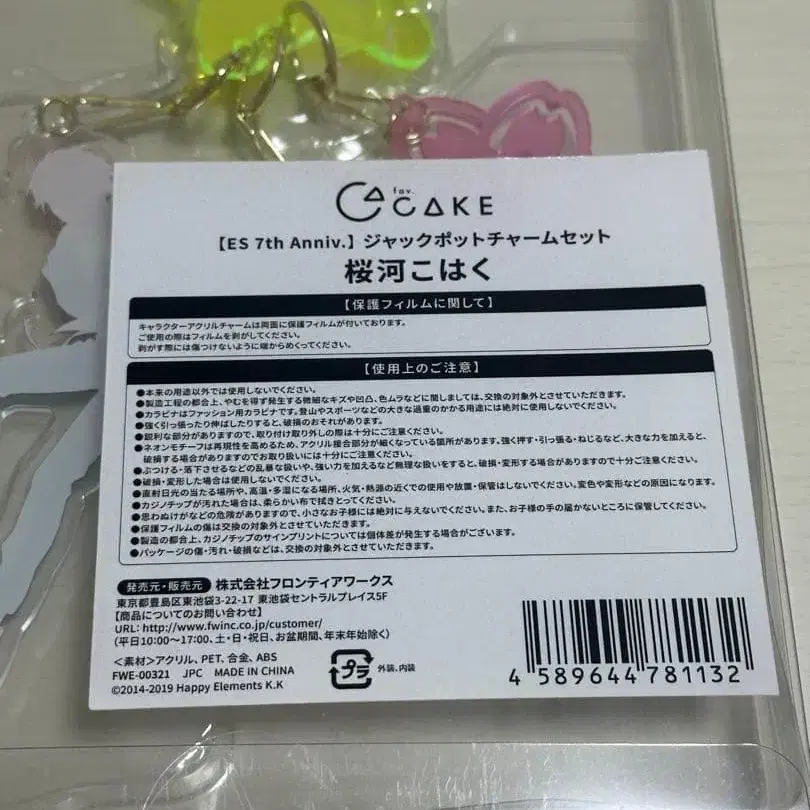 fav.
CAKE
【ES 7th Anniv.】ジャックポットチャームセット
桜河こはく
【保護フィルムに関して】
キャラクターアクリルチャームは両面に保護フィルムが付いております。
ご使用の際はフィルムを剥がしてください。
剥がす際には傷つけないように端からめくってください。
【使用上のご注意】
●本来の用途以外では使用しないでください。
●製造工程の都合上、やむを得ず発生する微細なキズや凹凸、色ムラなどに関しましては、交換の対象外とさせていただきます。
●カラビナはファッション用カラビナです。登山やスポーツなどの大きな過重のかかる用途には絶対に使用しないでください。
●強く引っ張ったり伸ばしたりすると、破損のおそれがあります。
●鋭利な部分がありますので、取り付け取り外しの際は十分にご注意ください。
●ネオンモチーフは再現性を高めるため、アクリル接合部分が細くなっている箇所があります。強く押す・引っ張る・ねじるなど、大きな力を加えると、
破損する場合がありますので取り扱いには十分にご注意ください。
●ぶつける・落下させるなどの乱暴な扱いや、強い力を加えるなど無理な扱いをすると、破損・変形する場合がありますので十分ご注意ください。
●破損・変形した場合は使用しないでください。
●直射日光の当たる場所や、高温・多湿になる場所、火気・熱源の近くでの使用や放置・保管はしないでください。変色や変形などの原因になります。
●カジノチップが汚れた場合は、柔らかい布で拭きとってください。
●思わぬけがなどの危険がありますので、小さなお子様には絶対に与えないでください。また、お子様の手の届かないところに保管してください。
●保護フィルムの傷は交換の対象外とさせていただきます。
●製造の都合上、カジノチップのサインプリントについては個体差が発生する場合がございます。
●パッケージの傷・汚れ・破損などは、交換の対象外とさせていただきます。
発売元・販売元 株式会社フロンティアワークス
東京都豊島区東池袋3-22-17 東池袋セントラルプレイス5F
【商品についてのお問い合わせ】
URL: http://www.fwinc.co.jp/customer/
(平日10:00〜17:00、土・日・祝日、お盆期間、年末年始除く)
＜素材＞アクリル、PET、合金、ABS
FWE-00321 JPC MADE IN CHINA
©2014-2019 Happy Elements K.K
プラ 外装、内装
4 589644 781132